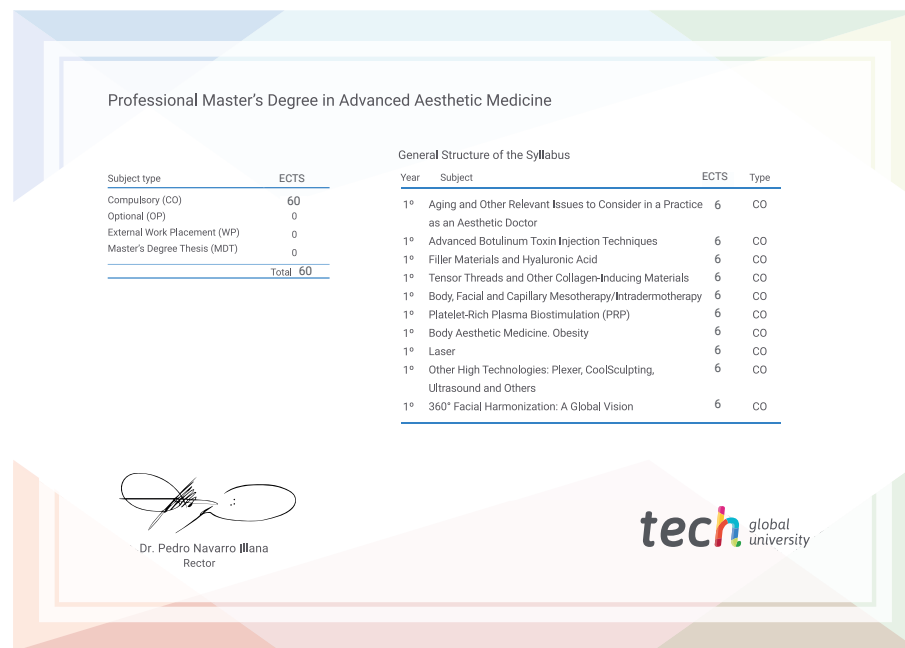 Professional Master's Degree in Advanced Aesthetic Medicine
Subject type ECTS
Compulsory (CO) 60
Optional (OP) 0
External Work Placement (WP) 0
Master's Degree Thesis (MDT) 0
Total 60
General Structure of the Syllabus
Year Subject ECTS Type
1º Aging and Other Relevant Issues to Consider in a Practice 6 CO
as an Aesthetic Doctor
1º Advanced Botulinum Toxin Injection Techniques 6 CO
1º Filler Materials and Hyaluronic Acid 6 CO
1º Tensor Threads and Other Collagen-Inducing Materials 6 CO
1º Body, Facial and Capillary Mesotherapy/Intradermotherapy 6 CO
1º Platelet-Rich Plasma Biostimulation (PRP) 6 CO
1º Body Aesthetic Medicine. Obesity 6 CO
1º Laser 6 CO
1º Other High Technologies: Plexer, CoolSculpting, 6 CO
Ultrasound and Others
1º 360° Facial Harmonization: A Global Vision 6 CO
Dr. Pedro Navarro Illana
Rector
tech global
university